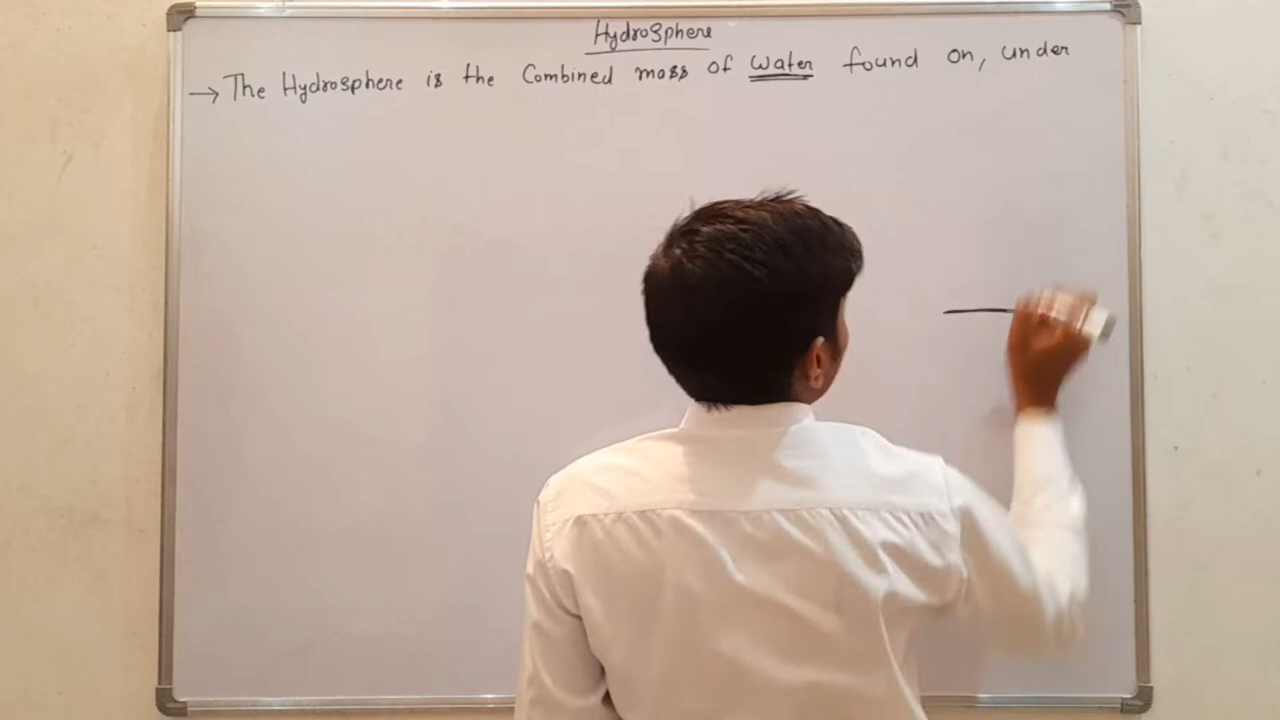 Hydrosphere
→ The Hydrosphere is the Combined mass of water found on, under